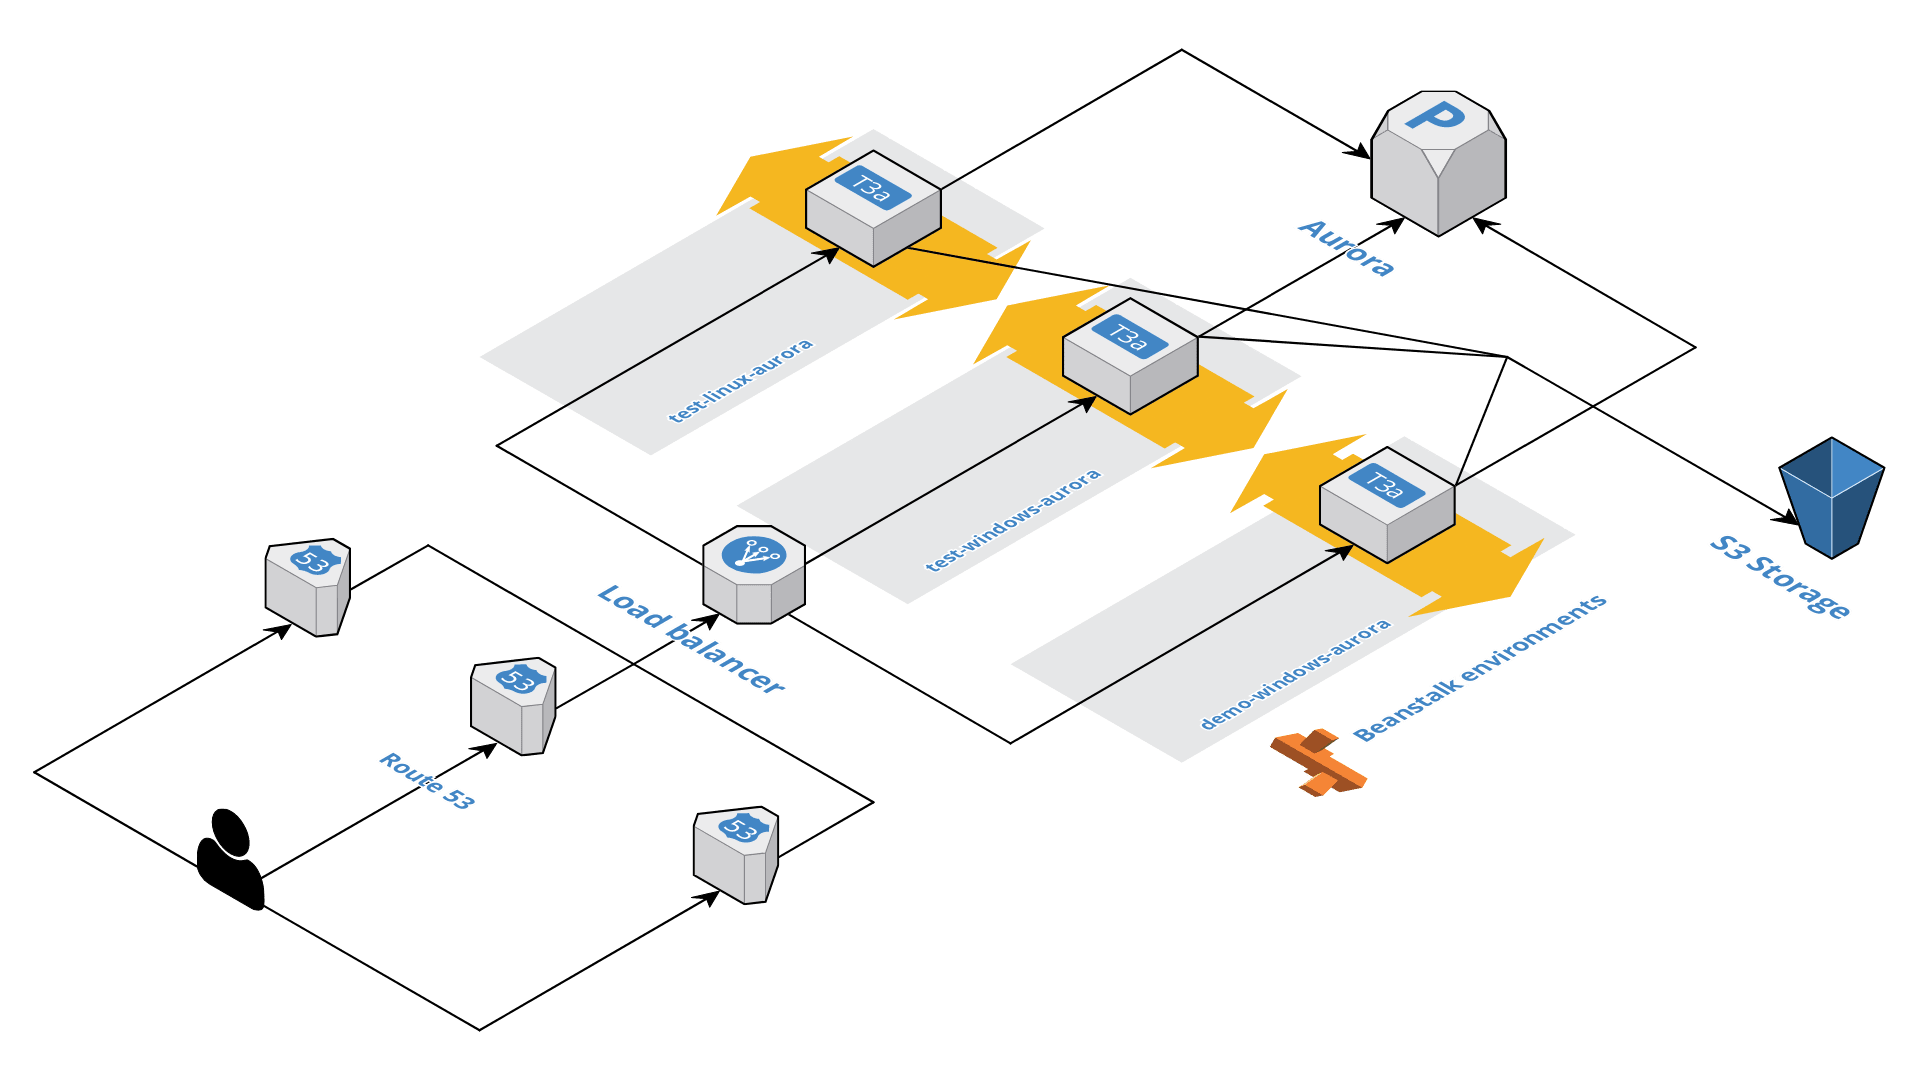 P
Aurora
T3a
test-linux-aurora
T3a
test-windows-aurora
T3a
demo-windows-aurora
Beanstalk environments
S3 Storage
Load balancer
53
53
53
Route 53